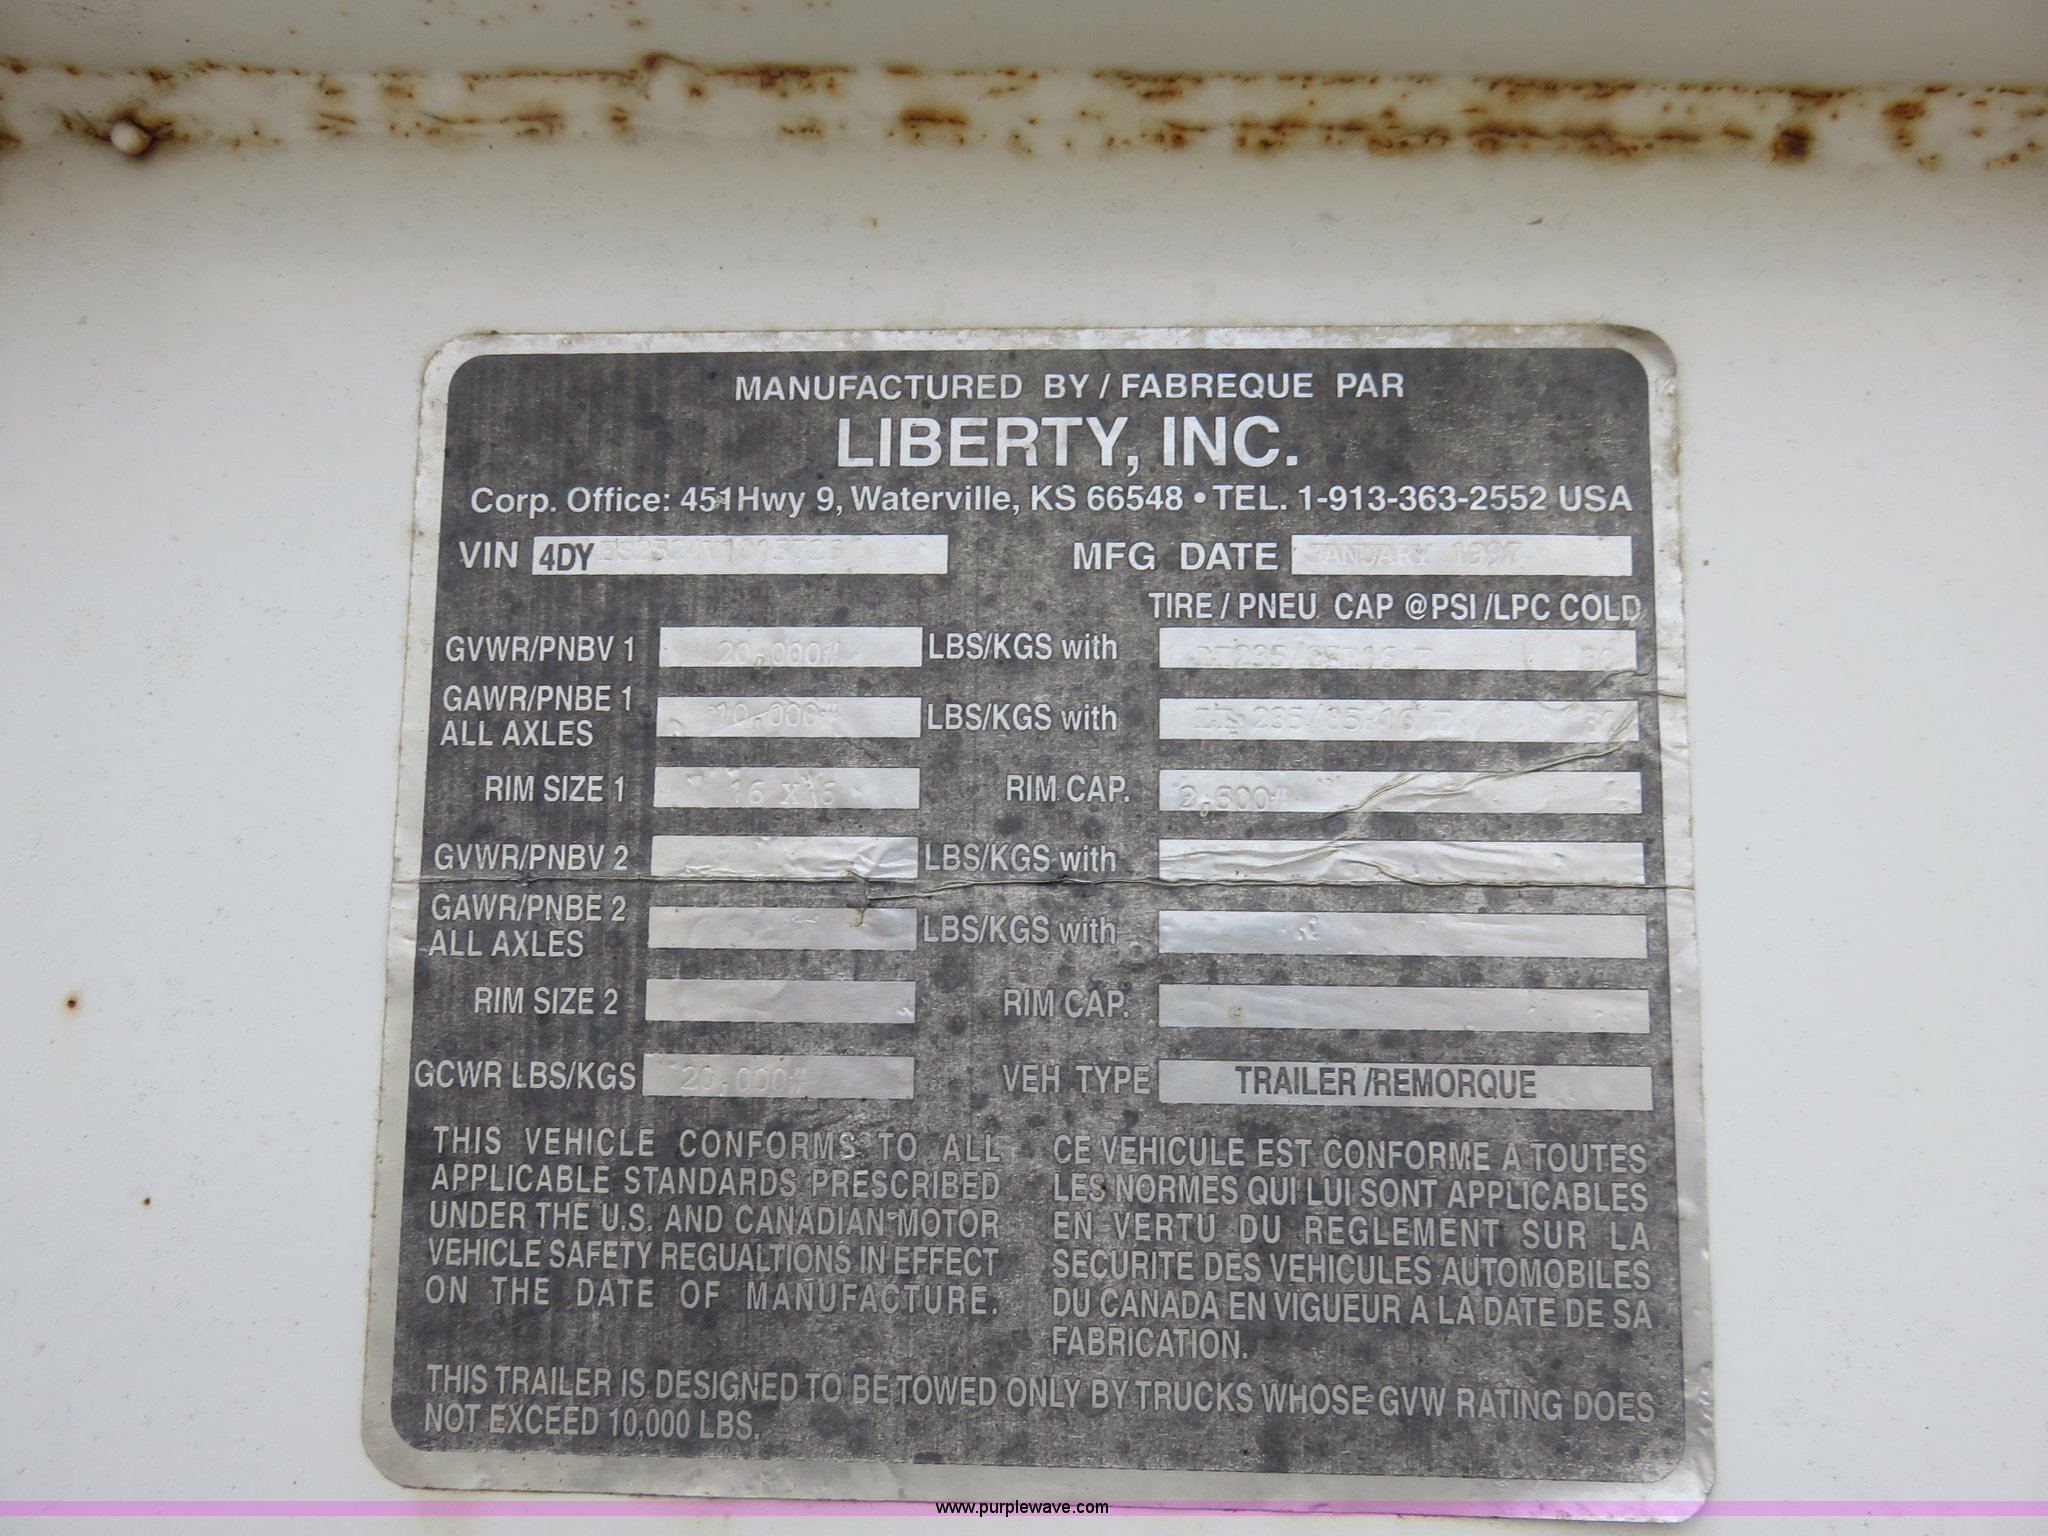 MANUFACTURED BY / FABREQUE PAR
LIBERTY, INC.
Corp. Office: 451 Hwy 9, Waterville, KS 66548 • TEL. 1-913-363-2552 USA
VIN 4DY MFG DATE JANUARY 1997
TIRE / PNEU CAP @ PSI / LPC COLD
GVWR/PNBV 1 20,000# LBS/KGS with
GAWR/PNBE 1 10,000# LBS/KGS with
ALL AXLES
RIM SIZE 1 16 X 6 RIM CAP. 2,500#
GVWR/PNBV 2 LBS/KGS with
GAWR/PNBE 2 LBS/KGS with
ALL AXLES
RIM SIZE 2 RIM CAP.
GCWR LBS/KGS 20,000# VEH TYPE TRAILER /REMORQUE
THIS VEHICLE CONFORMS TO ALL
APPLICABLE STANDARDS PRESCRIBED
UNDER THE U.S. AND CANADIAN MOTOR
VEHICLE SAFETY REGUALTIONS IN EFFECT
ON THE DATE OF MANUFACTURE.
CE VEHICULE EST CONFORME A TOUTES
LES NORMES QUI LUI SONT APPLICABLES
EN VERTU DU REGLEMENT SUR LA
SECURITE DES VEHICULES AUTOMOBILES
DU CANADA EN VIGUEUR A LA DATE DE SA
FABRICATION.
THIS TRAILER IS DESIGNED TO BE TOWED ONLY BY TRUCKS WHOSE GVW RATING DOES
NOT EXCEED 10,000 LBS.
www.purplewave.com